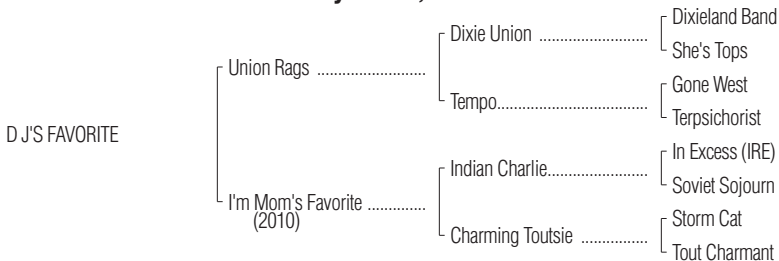 Dixieland Band
Dixie Union ..........................
She's Tops
Union Rags ..........................
Gone West
Tempo....................................
Terpsichorist
D J'S FAVORITE
In Excess (IRE)
Indian Charlie........................
Soviet Sojourn
I'm Mom's Favorite ..............
(2010)
Storm Cat
Charming Toutsie ................
Tout Charmant